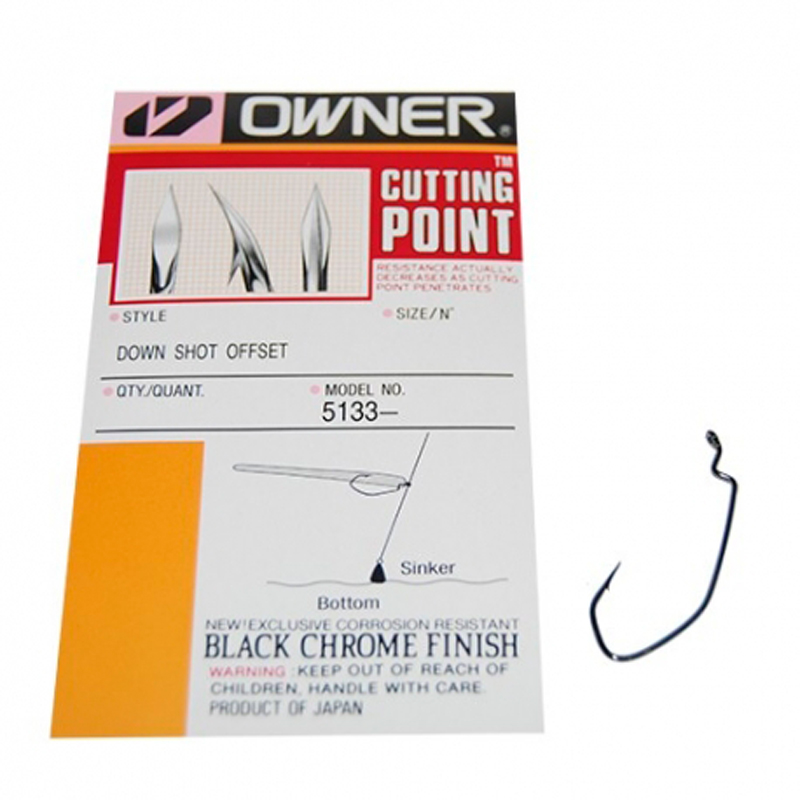 OWNER®
CUTTING™
POINT
RESISTANCE ACTUALLY
DECREASES AS CUTTING
POINT PENETRATES
STYLE
SIZE/N°
DOWN SHOT OFFSET
QTY./QUANT.
MODEL NO.
5133—
Sinker
Bottom
NEW! EXCLUSIVE CORROSION RESISTANT
BLACK CHROME FINISH
WARNING :KEEP OUT OF REACH OF
CHILDREN, HANDLE WITH CARE.
PRODUCT OF JAPAN